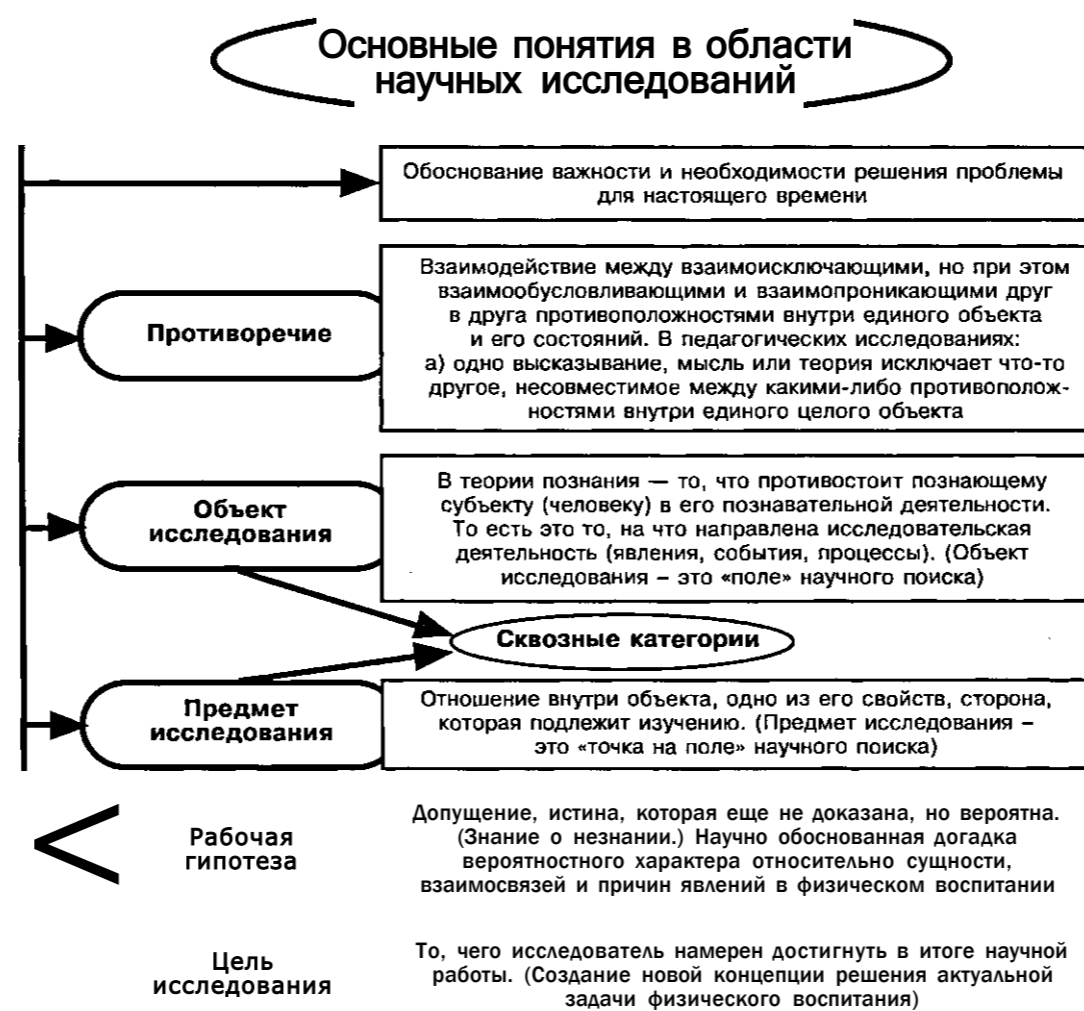 Основные понятия в области
научных исследований
Обоснование важности и необходимости решения проблемы
для настоящего времени
Противоречие
Взаимодействие между взаимоисключающими, но при этом
взаимообусловливающими и взаимопроникающими друг
в друга противоположностями внутри единого объекта
и его состояний. В педагогических исследованиях:
а) одно высказывание, мысль или теория исключает что-то
другое, несовместимое между какими-либо противополож-
ностями внутри единого целого объекта
Объект
исследования
В теории познания — то, что противостоит познающему
субъекту (человеку) в его познавательной деятельности.
То есть это то, на что направлена исследовательская
деятельность (явления, события, процессы). (Объект
исследования – это «поле» научного поиска)
Сквозные категории
Предмет
исследования
Отношение внутри объекта, одно из его свойств, сторона,
которая подлежит изучению. (Предмет исследования –
это «точка на поле» научного поиска)
Рабочая
гипотеза
Допущение, истина, которая еще не доказана, но вероятна.
(Знание о незнании.) Научно обоснованная догадка
вероятностного характера относительно сущности,
взаимосвязей и причин явлений в физическом воспитании
Цель
исследования
То, чего исследователь намерен достигнуть в итоге научной
работы. (Создание новой концепции решения актуальной
задачи физического воспитания)